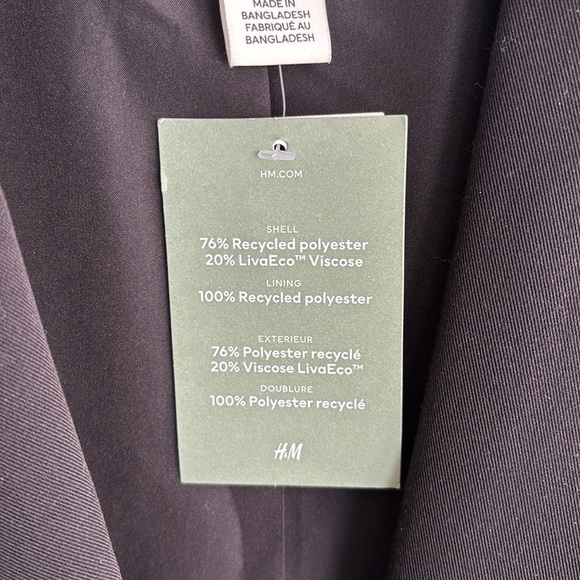 MADE IN
BANGLADESH
FABRIQUÉ AU
BANGLADESH
HM.COM
SHELL
76% Recycled polyester
20% LivaEco™ Viscose
LINING
100% Recycled polyester
EXTERIEUR
76% Polyester recyclé
20% Viscose LivaEco™
DOUBLURE
100% Polyester recyclé
H&M